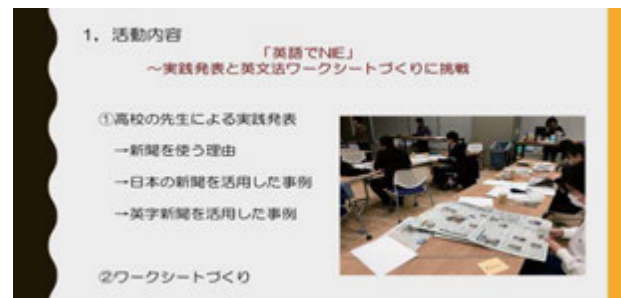 1. 活動内容
「英語でNIE」
～実践発表と英文法ワークシートづくりに挑戦
①高校の先生による実践発表
→新聞を使う理由
→日本の新聞を活用した事例
→英字新聞を活用した事例
②ワークシートづくり